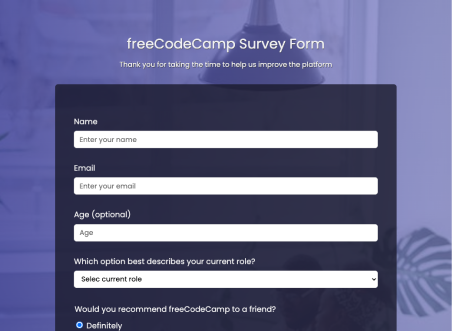 freeCodeCamp Survey Form
Thank you for taking the time to help us improve the platform
Name
Enter your name
Email
Enter your email
Age (optional)
Age
Which option best describes your current role?
Selec current role
Would you recommend freeCodeCamp to a friend?
Definitely